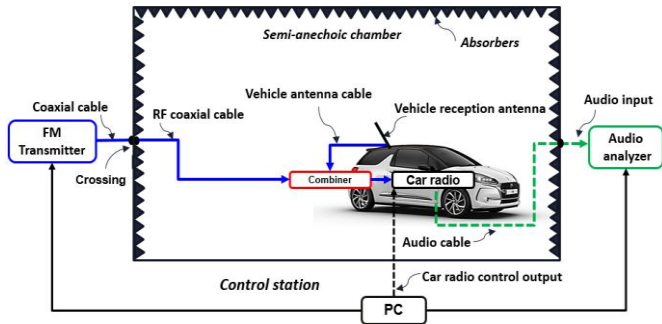 Semi-anechoic chamber
Absorbers
Coaxial cable
RF coaxial cable
Vehicle antenna cable
Vehicle reception antenna
Audio input
FM
Transmitter
Crossing
Combiner
Car radio
Audio
analyzer
Audio cable
Control station
Car radio control output
PC